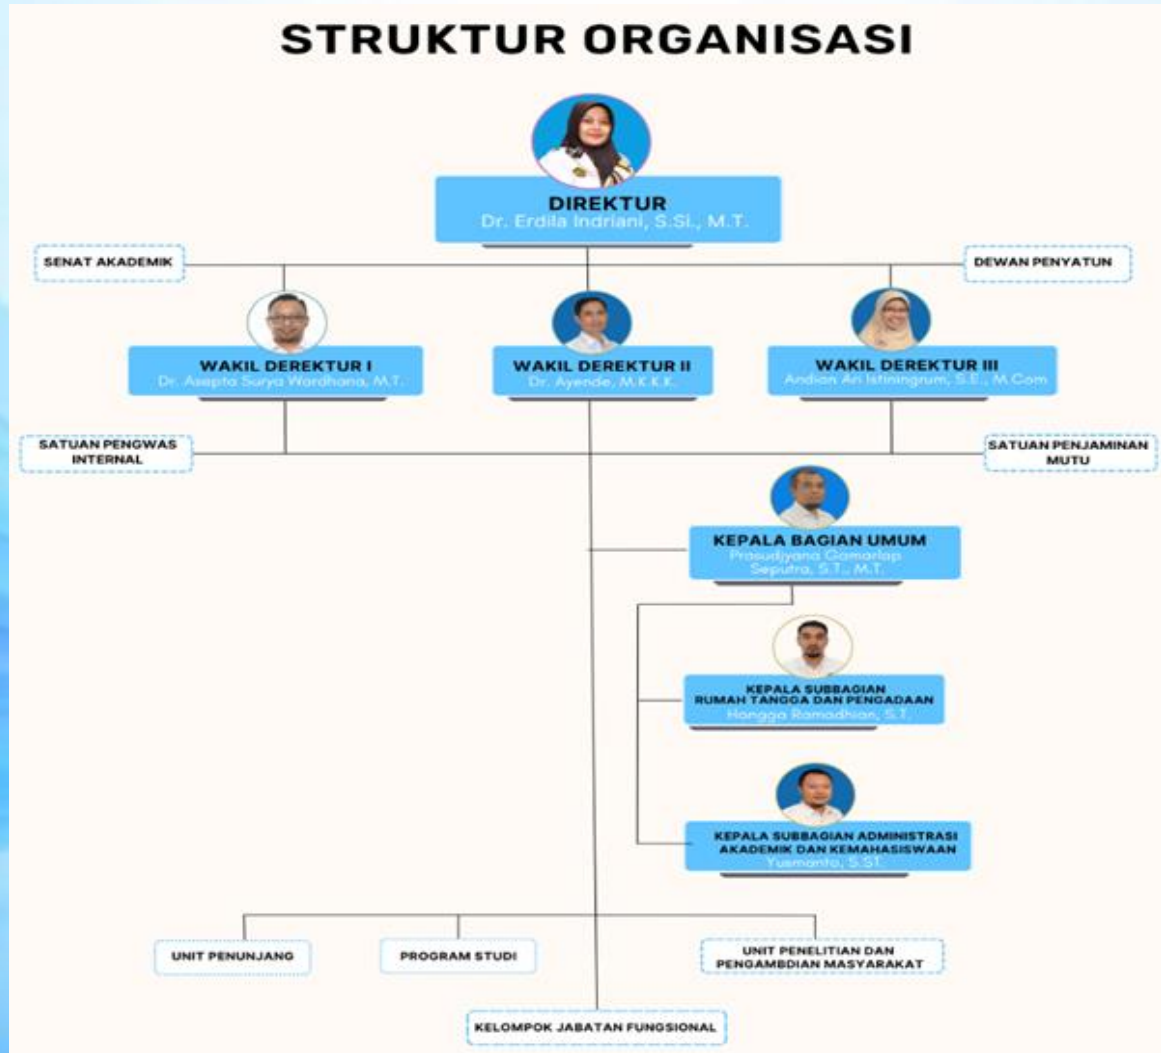 STRUKTUR ORGANISASI
DIREKTUR
Dr. Erdila Indriani, S.Si., M.T.
SENAT AKADEMIK
DEWAN PENYATUN
WAKIL DEREKTUR I
Dr. Asepta Surya Wardhana, M.T.
WAKIL DEREKTUR II
Dr. Ayende, M.K.K.K.
WAKIL DEREKTUR III
Andian Ari Istiningrum, S.E., M.Com
SATUAN PENGWAS
INTERNAL
SATUAN PENJAMINAN
MUTU
KEPALA BAGIAN UMUM
Prasudjyana Gamarlap
Seputra, S.T., M.T.
KEPALA SUBBAGIAN
RUMAH TANGGA DAN PENGADAAN
Hangga Ramadhian, S.T.
KEPALA SUBBAGIAN ADMINISTRASI
AKADEMIK DAN KEMAHASISWAAN
Yusmanto, S.ST.
UNIT PENUNJANG
PROGRAM STUDI
UNIT PENELITIAN DAN
PENGAMBDIAN MASYARAKAT
KELOMPOK JABATAN FUNGSIONAL